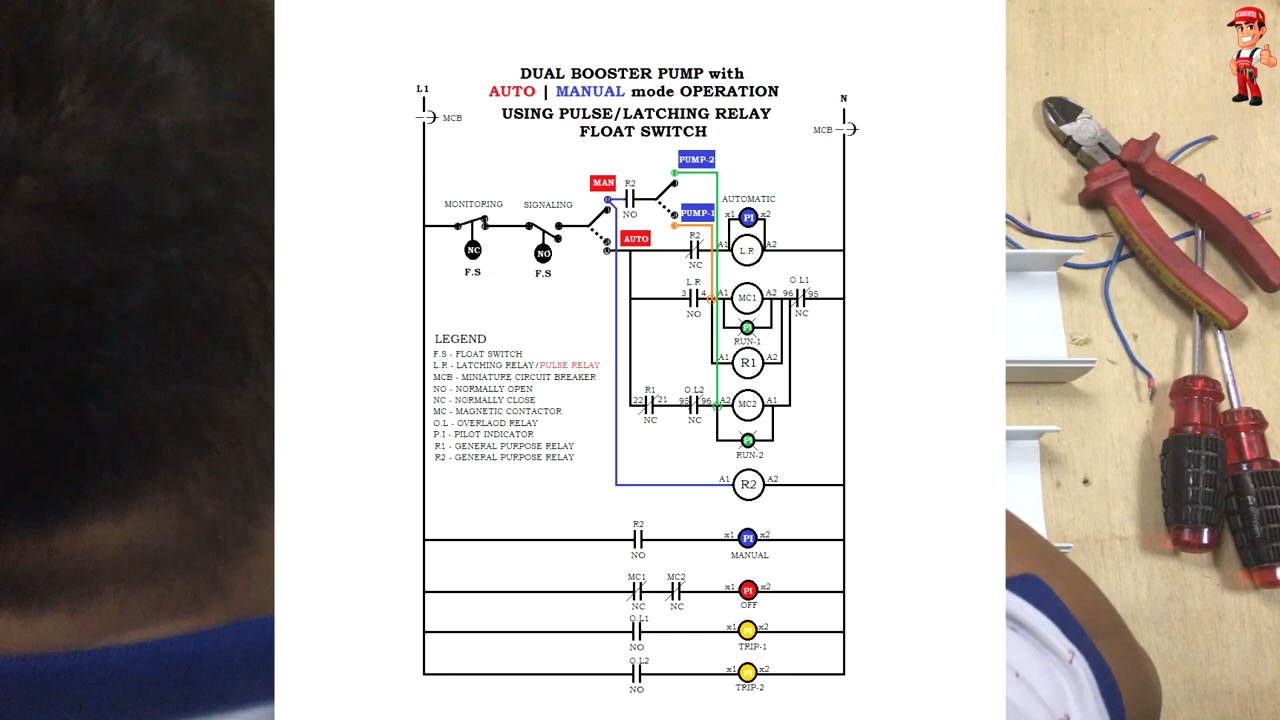 DUAL BOOSTER PUMP with
AUTO | MANUAL mode OPERATION
USING PULSE/LATCHING RELAY
FLOAT SWITCH
L1
N
MCB
MCB
PUMP-2
MAN
R2
NO
PUMP-1
AUTO
MONITORING
SIGNALING
NC
NO
F.S
F.S
AUTOMATIC
x1 PI x2
R2
NC
A1 L.R A2
L.R
3 4
NO
A1 MC1 A2
O.L1
96 95
NC
PI
RUN-1
A1 R1 A2
R1
22 21
NC
O.L2
95 96
NC
A2 MC2 A1
PI
RUN-2
A1 R2 A2
LEGEND
F.S - FLOAT SWITCH
L.R - LATCHING RELAY/PULSE RELAY
MCB - MINIATURE CIRCUIT BREAKER
NO - NORMALLY OPEN
NC - NORMALLY CLOSE
MC - MAGNETIC CONTACTOR
O.L - OVERLAOD RELAY
P.I - PILOT INDICATOR
R1 - GENERAL PURPOSE RELAY
R2 - GENERAL PURPOSE RELAY
R2
NO
x1 PI x2
MANUAL
MC1 MC2
NC NC
x1 PI x2
OFF
O.L1
NO
x1 PI x2
TRIP-1
O.L2
NO
x1 PI x2
TRIP-2